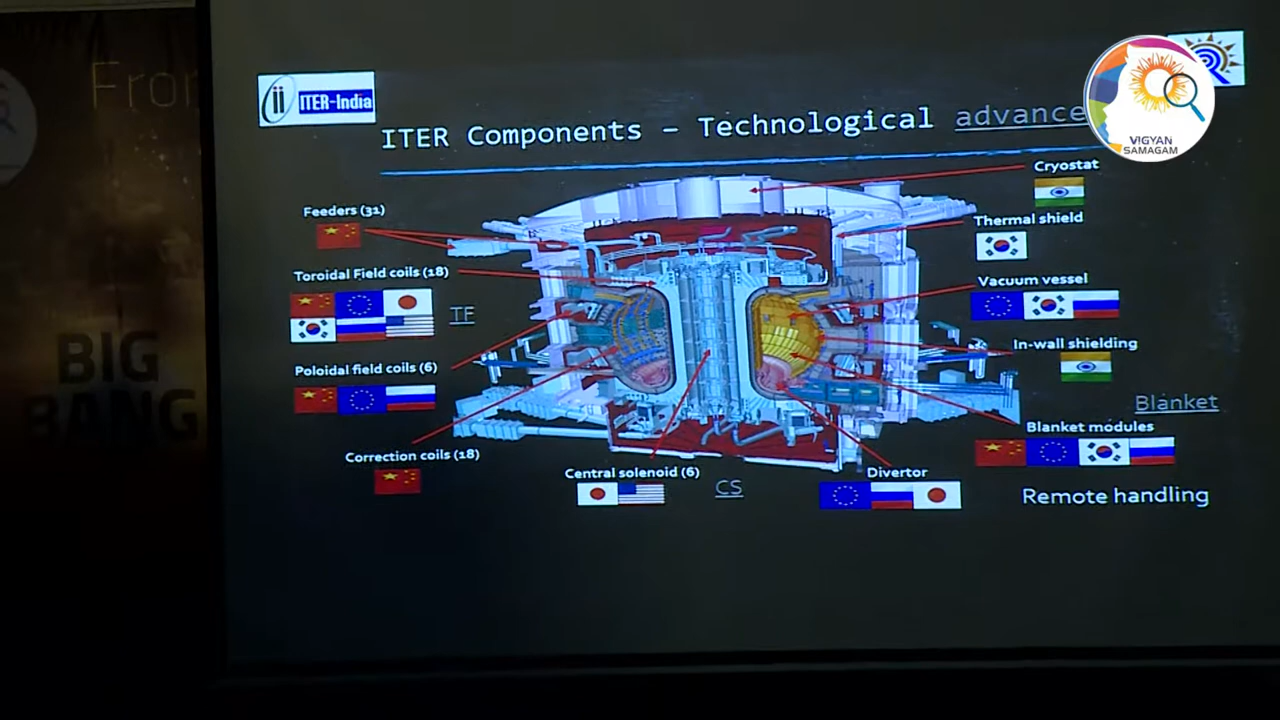 From
BIG
BANG
ITER-India
ITER Components – Technological advance
VIGYAN
SAMAGAM
Cryostat
Feeders (31)
Thermal shield
Toroidal Field coils (18)
TF
Vacuum vessel
In-wall shielding
Poloidal field coils (6)
Blanket
Blanket modules
Correction coils (18)
Central solenoid (6)
CS
Divertor
Remote handling